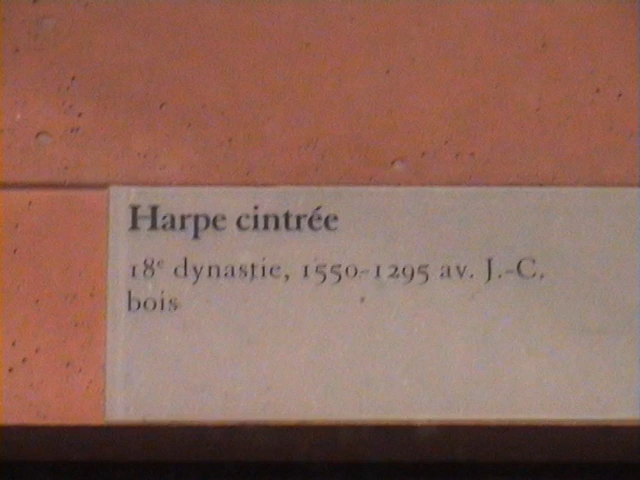 Harpe cintrée
18e dynastie, 1550-1295 av. J.-C.
bois